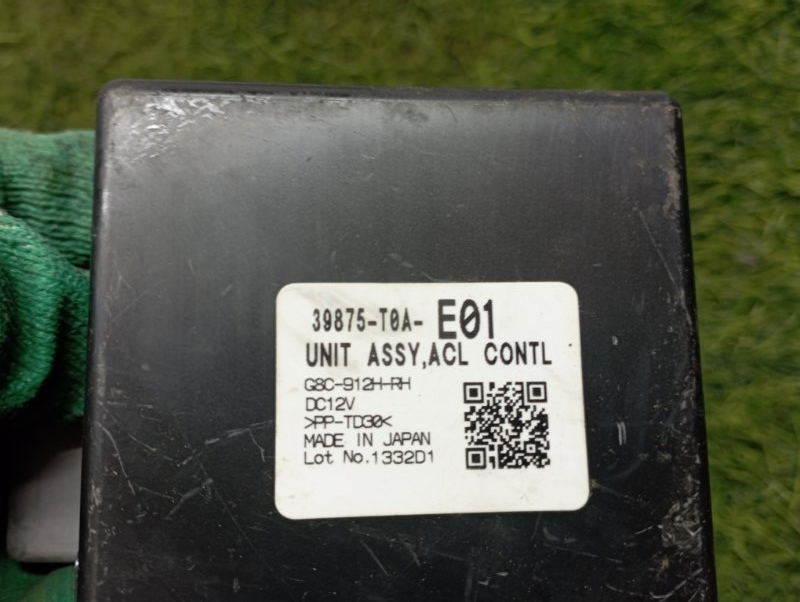 39875-T0A- E01
UNIT ASSY,ACL CONTL
G8C-912H-RH
DC12V
>PP-TD30<
MADE IN JAPAN
Lot No.1332D1